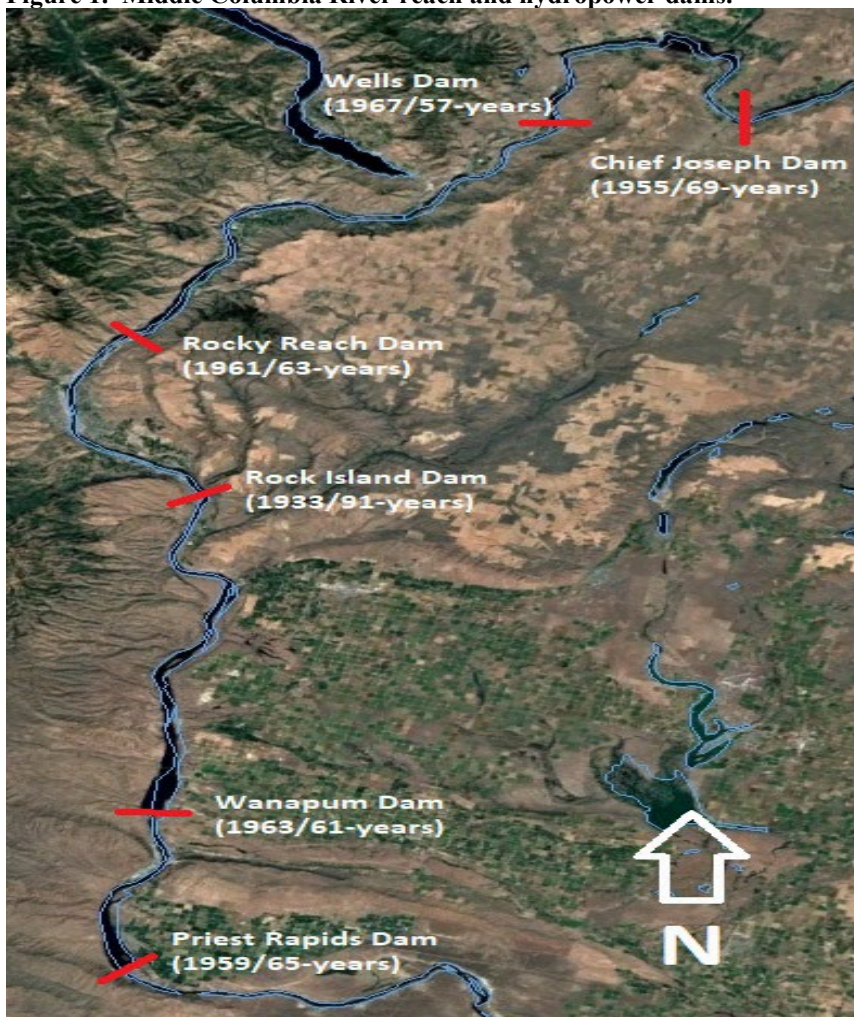 Figure 1.  Middle Columbia River reach and hydropower dams.
Wells Dam
(1967/57-years)
Chief Joseph Dam
(1955/69-years)
Rocky Reach Dam
(1961/63-years)
Rock Island Dam
(1933/91-years)
Wanapum Dam
(1963/61-years)
Priest Rapids Dam
(1959/65-years)
N